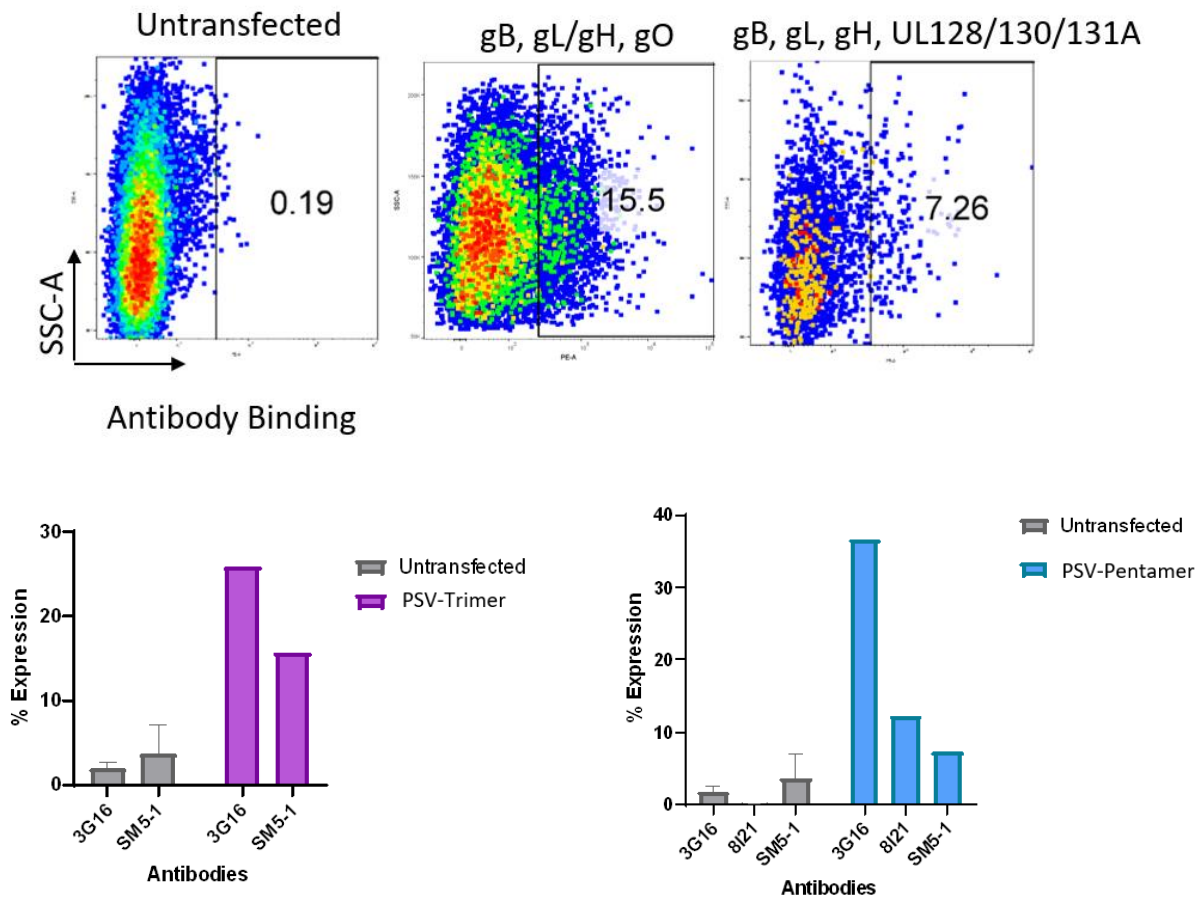 Untransfected
gB, gL/gH, gO
gB, gL, gH, UL128/130/131A
0.19
15.5
7.26
SSC-A
SSC-A
PE-A
Antibody Binding
30
20
10
0
% Expression
3G16
SM5-1
3G16
SM5-1
Antibodies
Untransfected
PSV-Trimer
40
30
20
10
0
% Expression
3G16
8I21
SM5-1
3G16
8I21
SM5-1
Antibodies
Untransfected
PSV-Pentamer